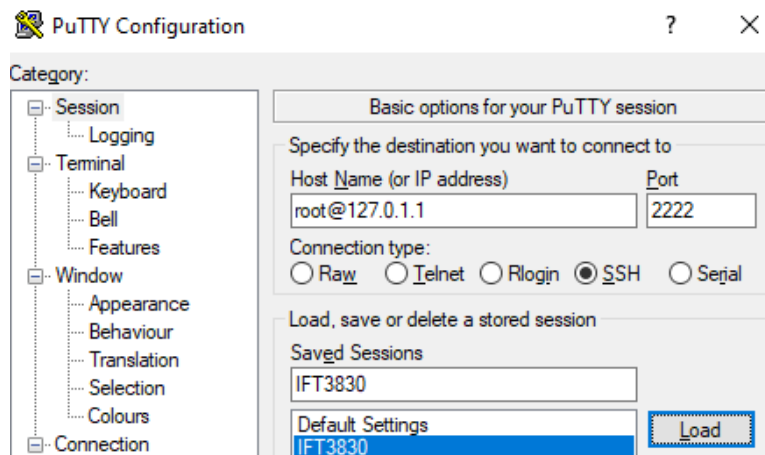 PuTTY Configuration
?
Category:
Session
Logging
Terminal
Keyboard
Bell
Features
Window
Appearance
Behaviour
Translation
Selection
Colours
Connection
Basic options for your PuTTY session
Specify the destination you want to connect to
Host Name (or IP address) Port
root@127.0.1.1 2222
Connection type:
Raw Telnet Rlogin SSH Serial
Load, save or delete a stored session
Saved Sessions
IFT3830
Default Settings
IFT3830
Load